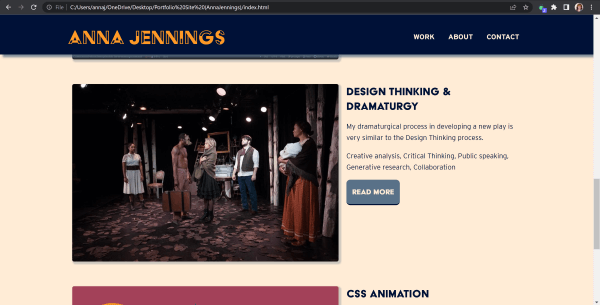 File | C:/Users/annaj/OneDrive/Desktop/Portfolio%20Site%20(AnnaJennings)/index.html
ANNA JENNINGS
WORK ABOUT CONTACT
DESIGN THINKING &
DRAMATURGY
My dramaturgical process in developing a new play is
very similar to the Design Thinking process.
Creative analysis, Critical Thinking, Public speaking,
Generative research, Collaboration
READ MORE
CSS ANIMATION